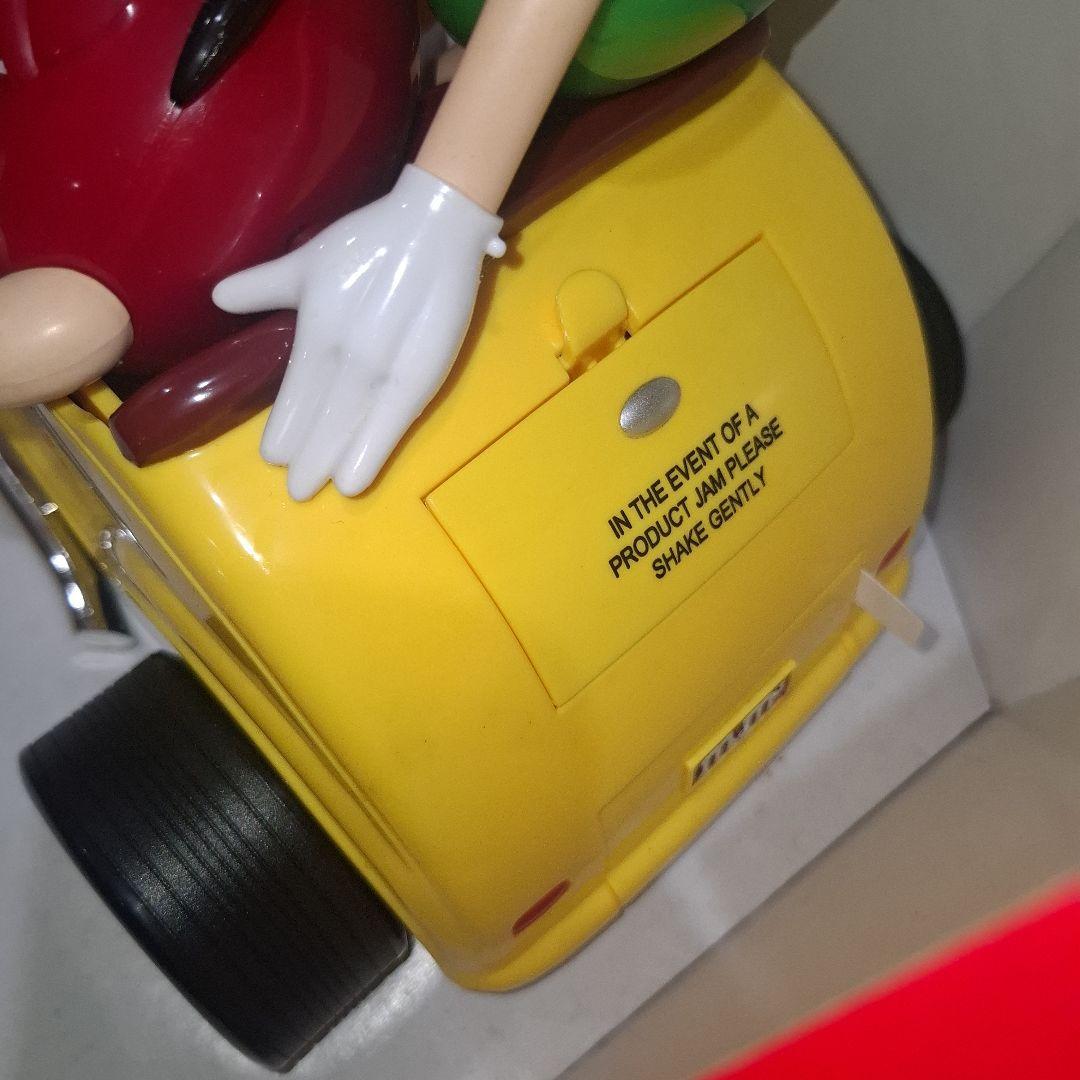 IN THE EVENT OF A
PRODUCT JAM PLEASE
SHAKE GENTLY